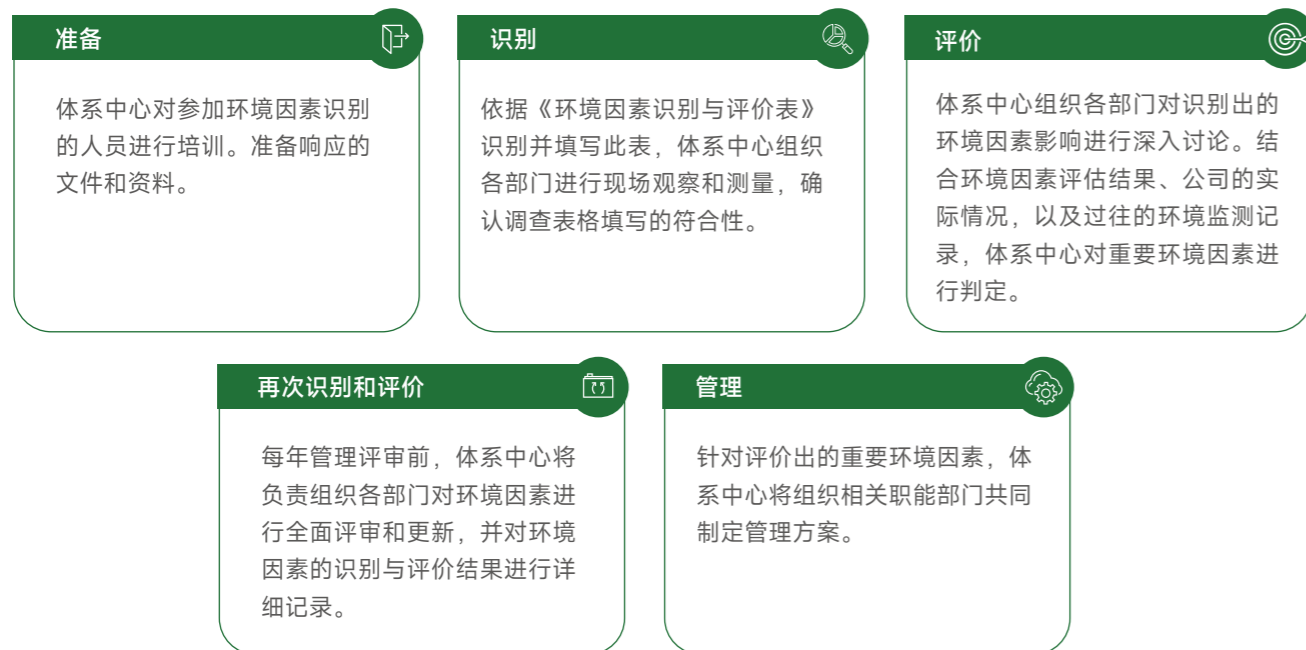 准备
体系中心对参加环境因素识别
的人员进行培训。准备响应的
文件和资料。
识别
依据《环境因素识别与评价表》
识别并填写此表，体系中心组织
各部门进行现场观察和测量，确
认调查表格填写的符合性。
评价
体系中心组织各部门对识别出的
环境因素影响进行深入讨论。结
合环境因素评估结果、公司的实
际情况，以及过往的环境监测记
录，体系中心对重要环境因素进
行判定。
再次识别和评价
每年管理评审前，体系中心将
负责组织各部门对环境因素进
行全面评审和更新，并对环境
因素的识别与评价结果进行详
细记录。
管理
针对评价出的重要环境因素，体
系中心将组织相关职能部门共同
制定管理方案。